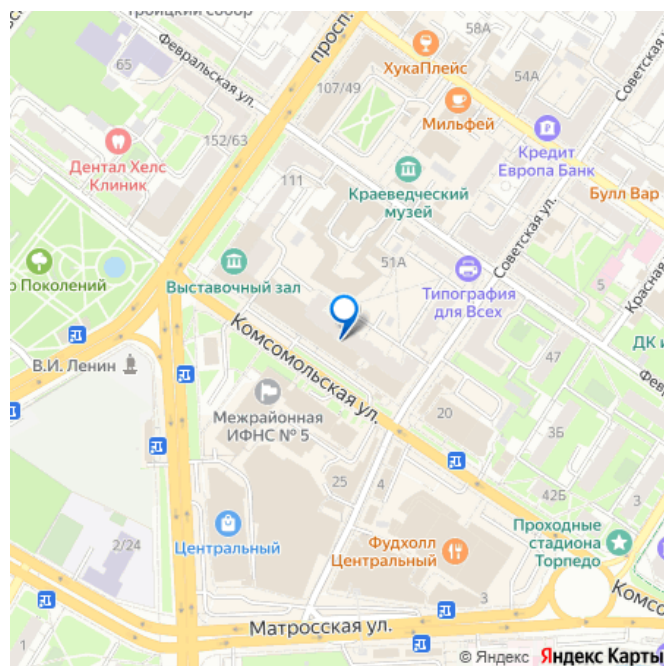 Троицкий собор
58А
Февральская ул.
просп.
ХукаПлейс
54А
Советская ул.
65
107/49
Мильфей
152/63
Кредит
Европа Банк
Дентал Хелс
Клиник
111
Краеведческий
музей
Булл Бар
51А
Советская ул.
р Поколений
Выставочный зал
Типография
для Всех
5
Красная
Комсомольская ул.
ДК и
47
Фев
В.И. Ленин
Межрайонная
ИФНС № 5
20
3Б
25
4
42Б
2/24
Центральный
Фудхолл
Центральный
Проходные
стадиона
Торпедо
3
Комсо
Матросская ул.
1
© Яндекс Яндекс Карты